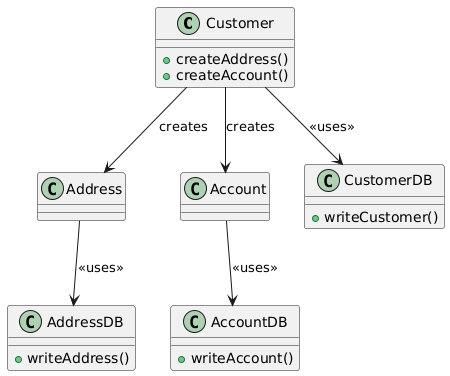 C Customer
createAddress()
createAccount()
creates
creates
«uses»
C Address
C Account
C CustomerDB
writeCustomer()
«uses»
«uses»
C AddressDB
writeAddress()
C AccountDB
writeAccount()